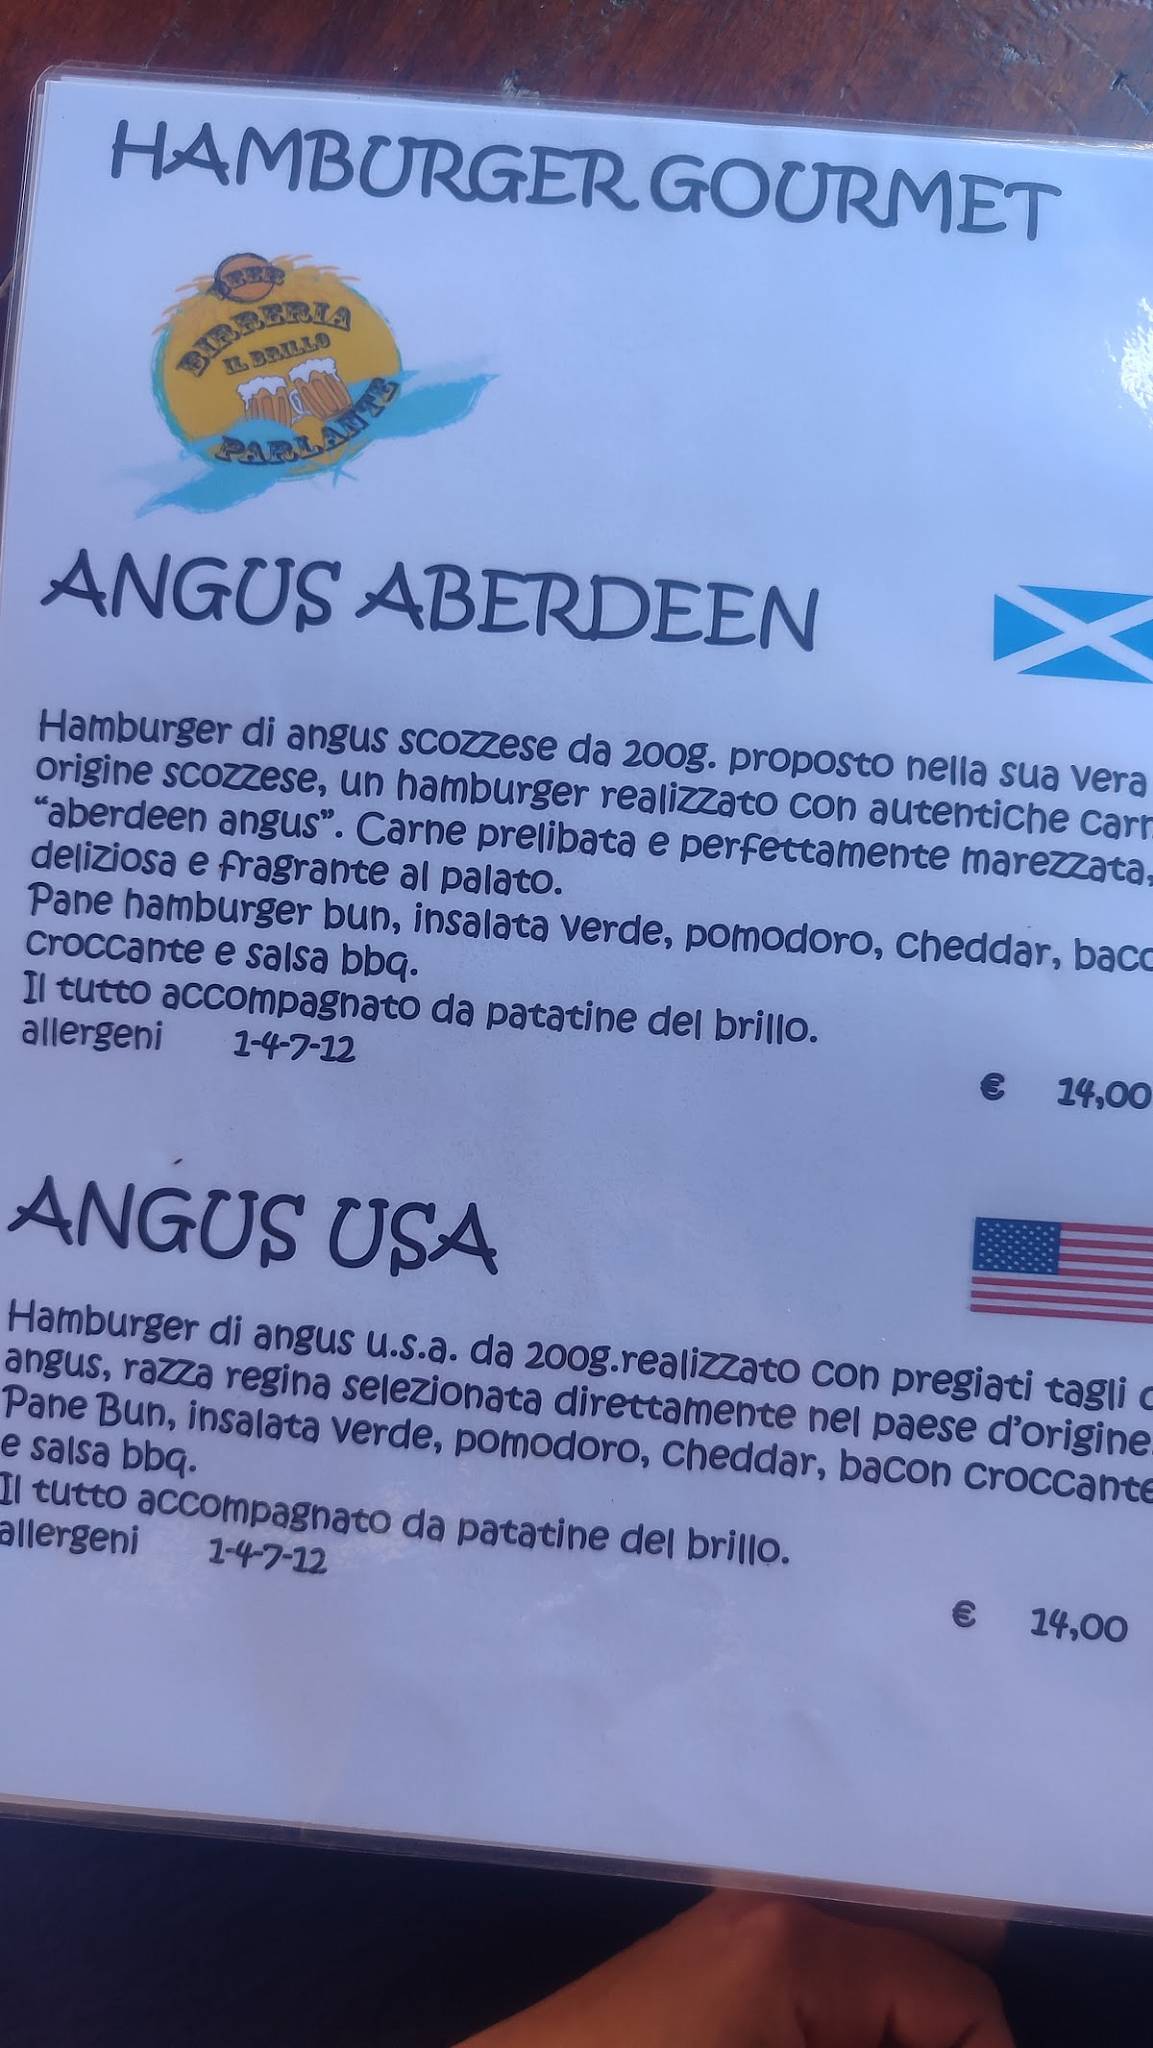 HAMBURGER GOURMET
BEER
BIRRERIA
IL BRILLO
PARLANTE
ANGUS ABERDEEN
Hamburger di angus scozzese da 200g. proposto nella sua vera
origine scozzese, un hamburger realizzato con autentiche
“aberdeen angus”. Carne prelibata e perfettamente marezzata,
deliziosa e fragrante al palato.
Pane hamburger bun, insalata verde, pomodoro, cheddar,
croccante e salsa bbq.
Il tutto accompagnato da patatine del brillo.
allergeni 1-4-7-12
€ 14,00
ANGUS USA
Hamburger di angus u.s.a. da 200g.realizzato con pregiati tagli
angus, razza regina selezionata direttamente nel paese d'origine.
Pane Bun, insalata verde, pomodoro, cheddar, bacon croccante
e salsa bbq.
Il tutto accompagnato da patatine del brillo.
allergeni 1-4-7-12
€ 14,00